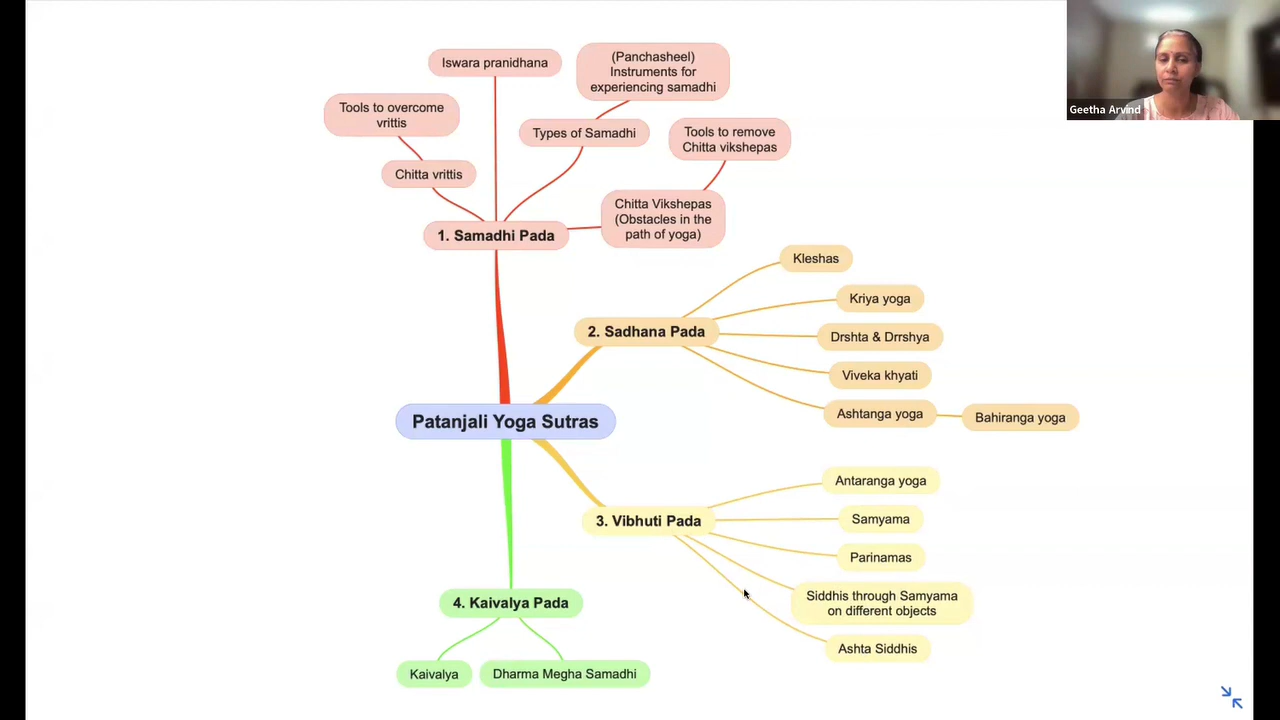 Iswara pranidhana
(Panchasheel)
Instruments for
experiencing samadhi
Tools to overcome
vrittis
Types of Samadhi
Tools to remove
Chitta vikshepas
Chitta vrittis
Chitta Vikshepas
(Obstacles in the
path of yoga)
1. Samadhi Pada
Kleshas
Kriya yoga
2. Sadhana Pada
Drshta & Drrshya
Viveka khyati
Ashtanga yoga
Bahiranga yoga
Patanjali Yoga Sutras
Antaranga yoga
3. Vibhuti Pada
Samyama
Parinamas
Siddhis through Samyama
on different objects
Ashta Siddhis
4. Kaivalya Pada
Kaivalya
Dharma Megha Samadhi
Geetha Arvind